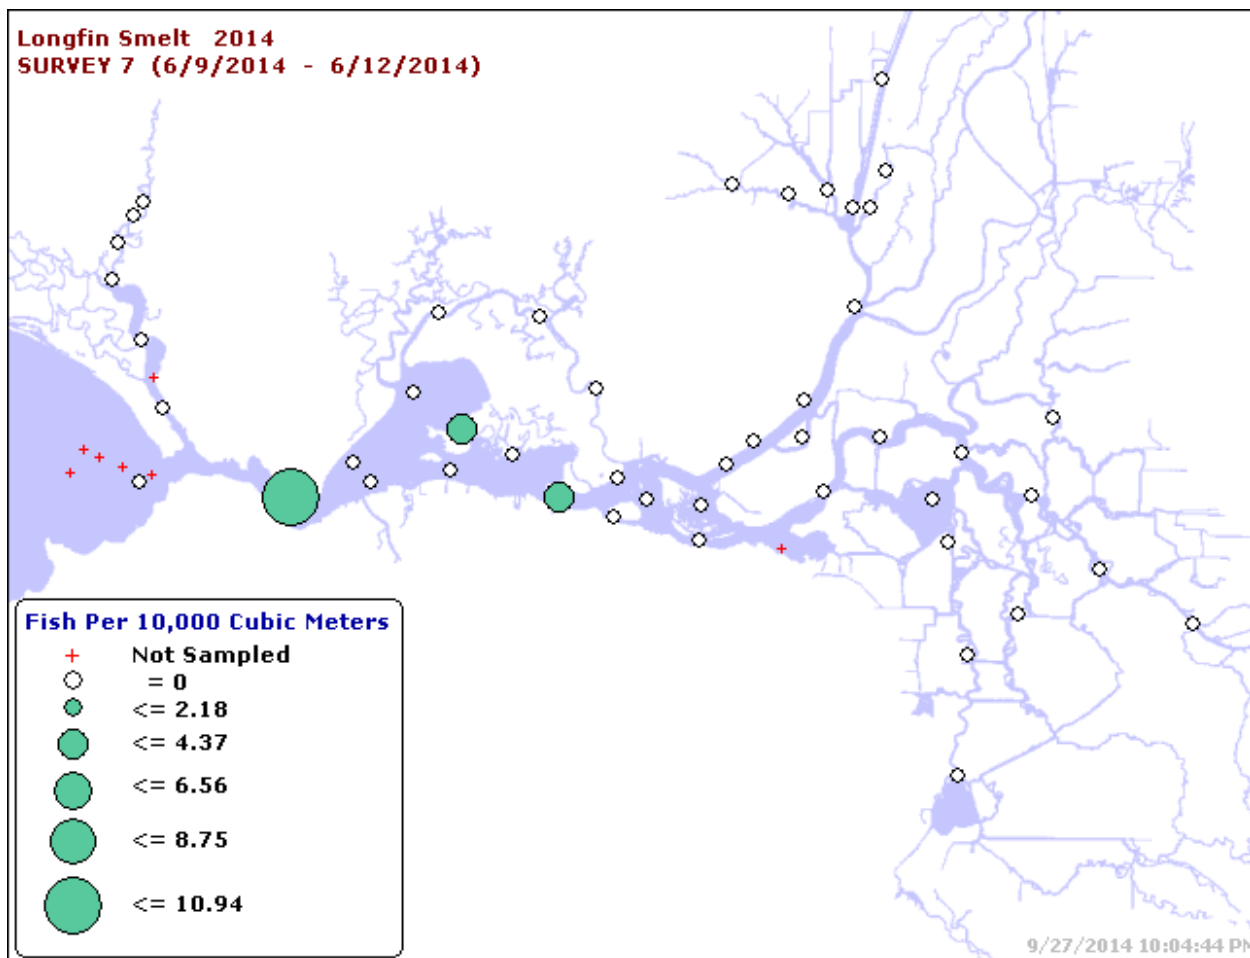 Longfin Smelt 2014
SURVEY 7 (6/9/2014 - 6/12/2014)
Fish Per 10,000 Cubic Meters
+ Not Sampled
= 0
<= 2.18
<= 4.37
<= 6.56
<= 8.75
<= 10.94
9/27/2014 10:04:44 PM